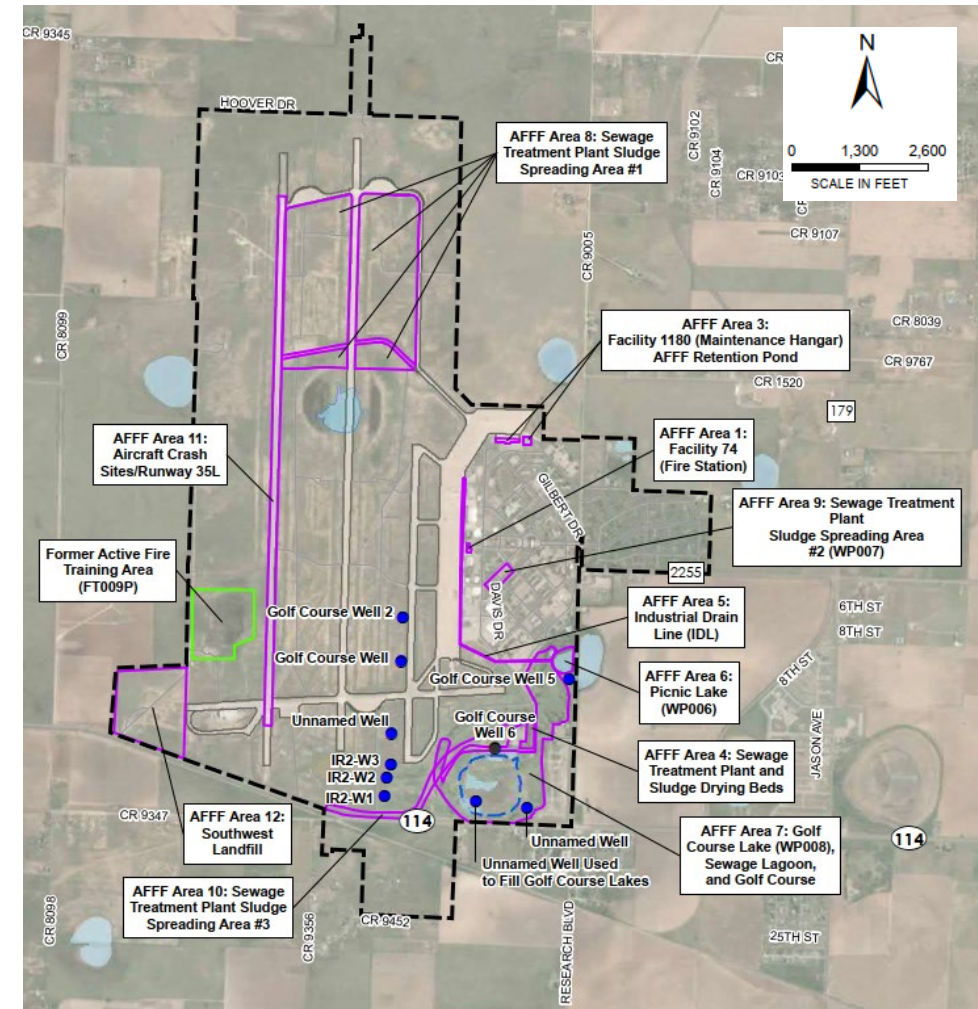 CR 9345
HOOVER DR
CR
N
0 1,300 2,600
SCALE IN FEET
CR 9102
CR 9104
CR 9103
CR 9107
AFFF Area 8: Sewage
Treatment Plant Sludge
Spreading Area #1
CR 9005
CR 8099
AFFF Area 3:
Facility 1180 (Maintenance Hangar)
AFFF Retention Pond
CR 8039
CR 9767
CR 1520
179
AFFF Area 11:
Aircraft Crash
Sites/Runway 35L
AFFF Area 1:
Facility 74
(Fire Station)
GILBERT DR
AFFF Area 9: Sewage Treatment
Plant
Sludge Spreading Area
#2 (WP007)
Former Active Fire
Training Area
(FT009P)
2255
DAVIS DR
AFFF Area 5:
Industrial Drain
Line (IDL)
6TH ST
8TH ST
8TH ST
Golf Course Well 2
Golf Course Well
Golf Course Well 5
AFFF Area 6:
Picnic Lake
(WP006)
Unnamed Well
Golf Course
Well 6
IR2-W3
IR2-W2
IR2-W1
AFFF Area 4: Sewage
Treatment Plant and
Sludge Drying Beds
JASON AVE
CR 9347
AFFF Area 12:
Southwest
Landfill
114
114
Unnamed Well
Unnamed Well Used
to Fill Golf Course Lakes
AFFF Area 7: Golf
Course Lake (WP008),
Sewage Lagoon,
and Golf Course
AFFF Area 10: Sewage
Treatment Plant Sludge
Spreading Area #3
CR 8098
CR 9356
CR 9452
RESEARCH BLVD
25TH ST